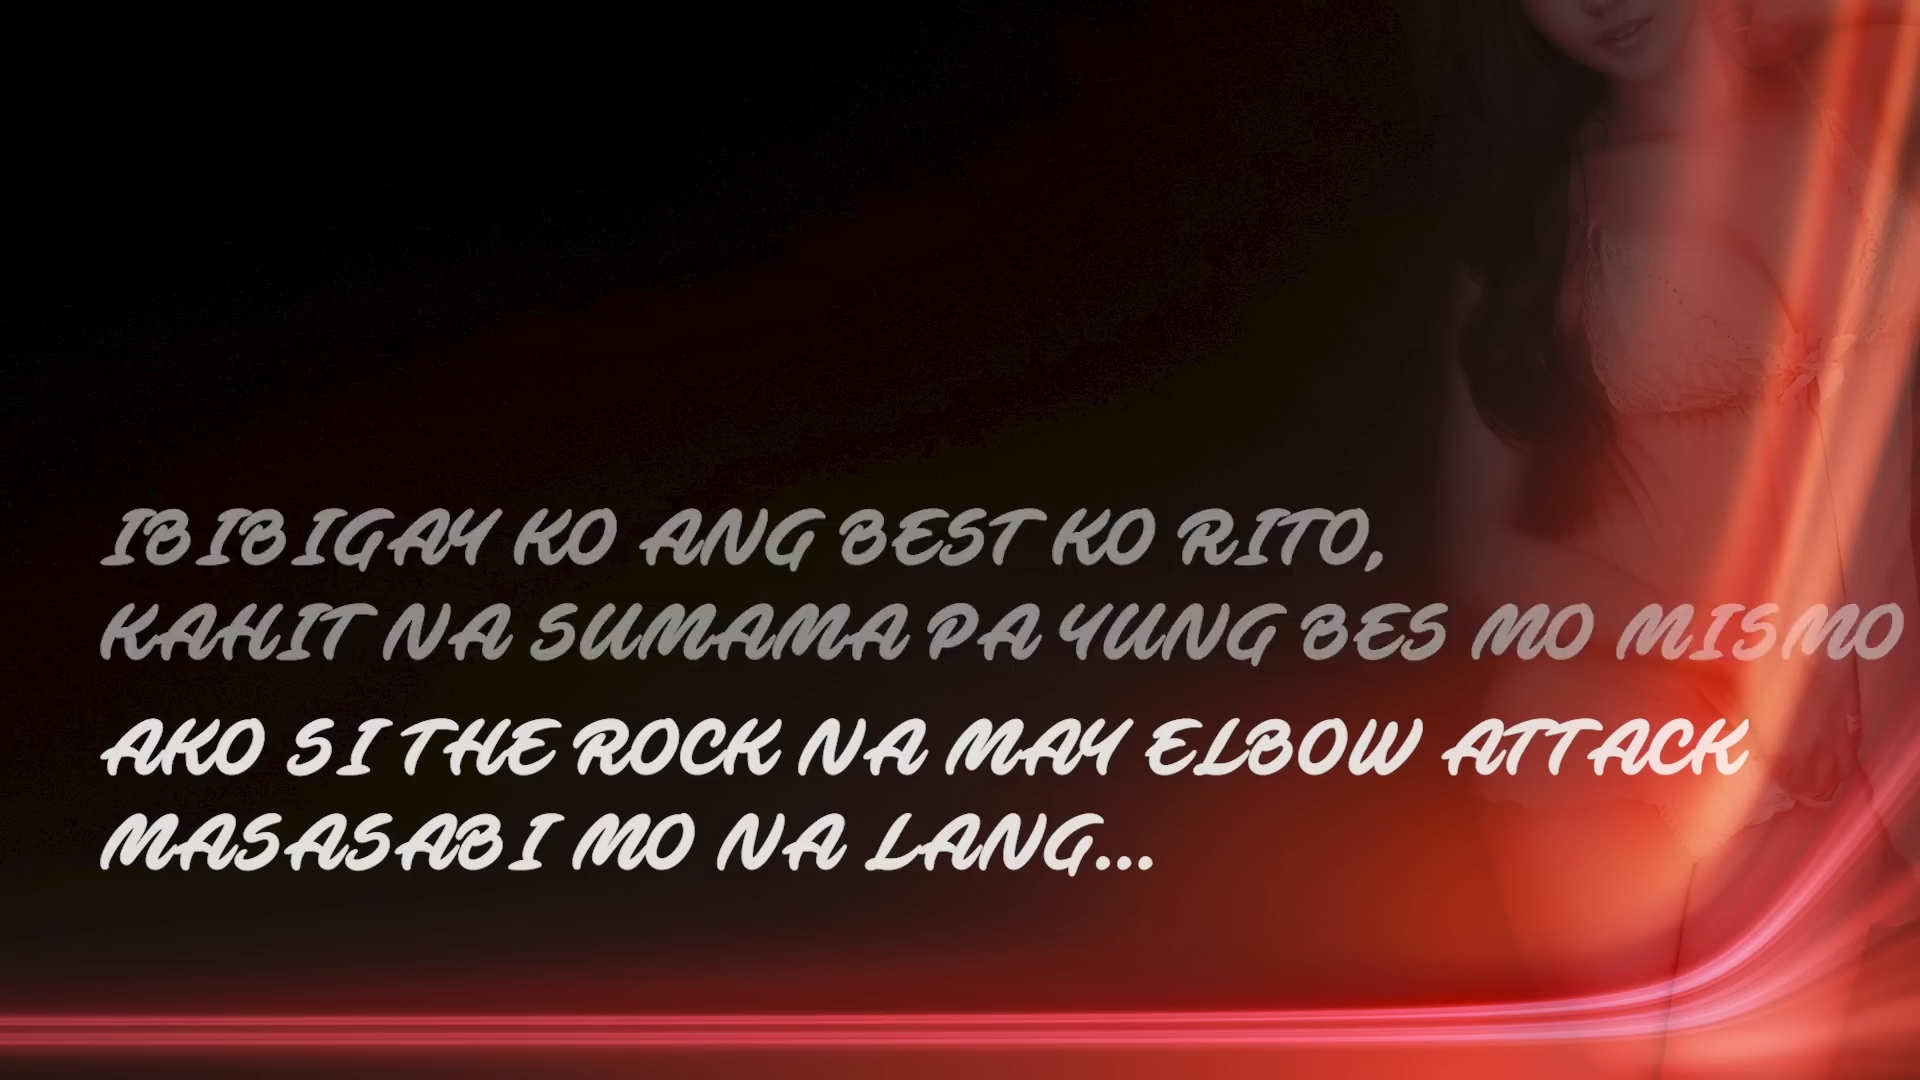 IBIBIGAY KO ANG BEST KO RITO,
KAHIT NA SUMAMA PA YUNG BES MO MISMO
AKO SI THE ROCK NA MAY ELBOW ATTACK
MASASABI MO NA LANG...